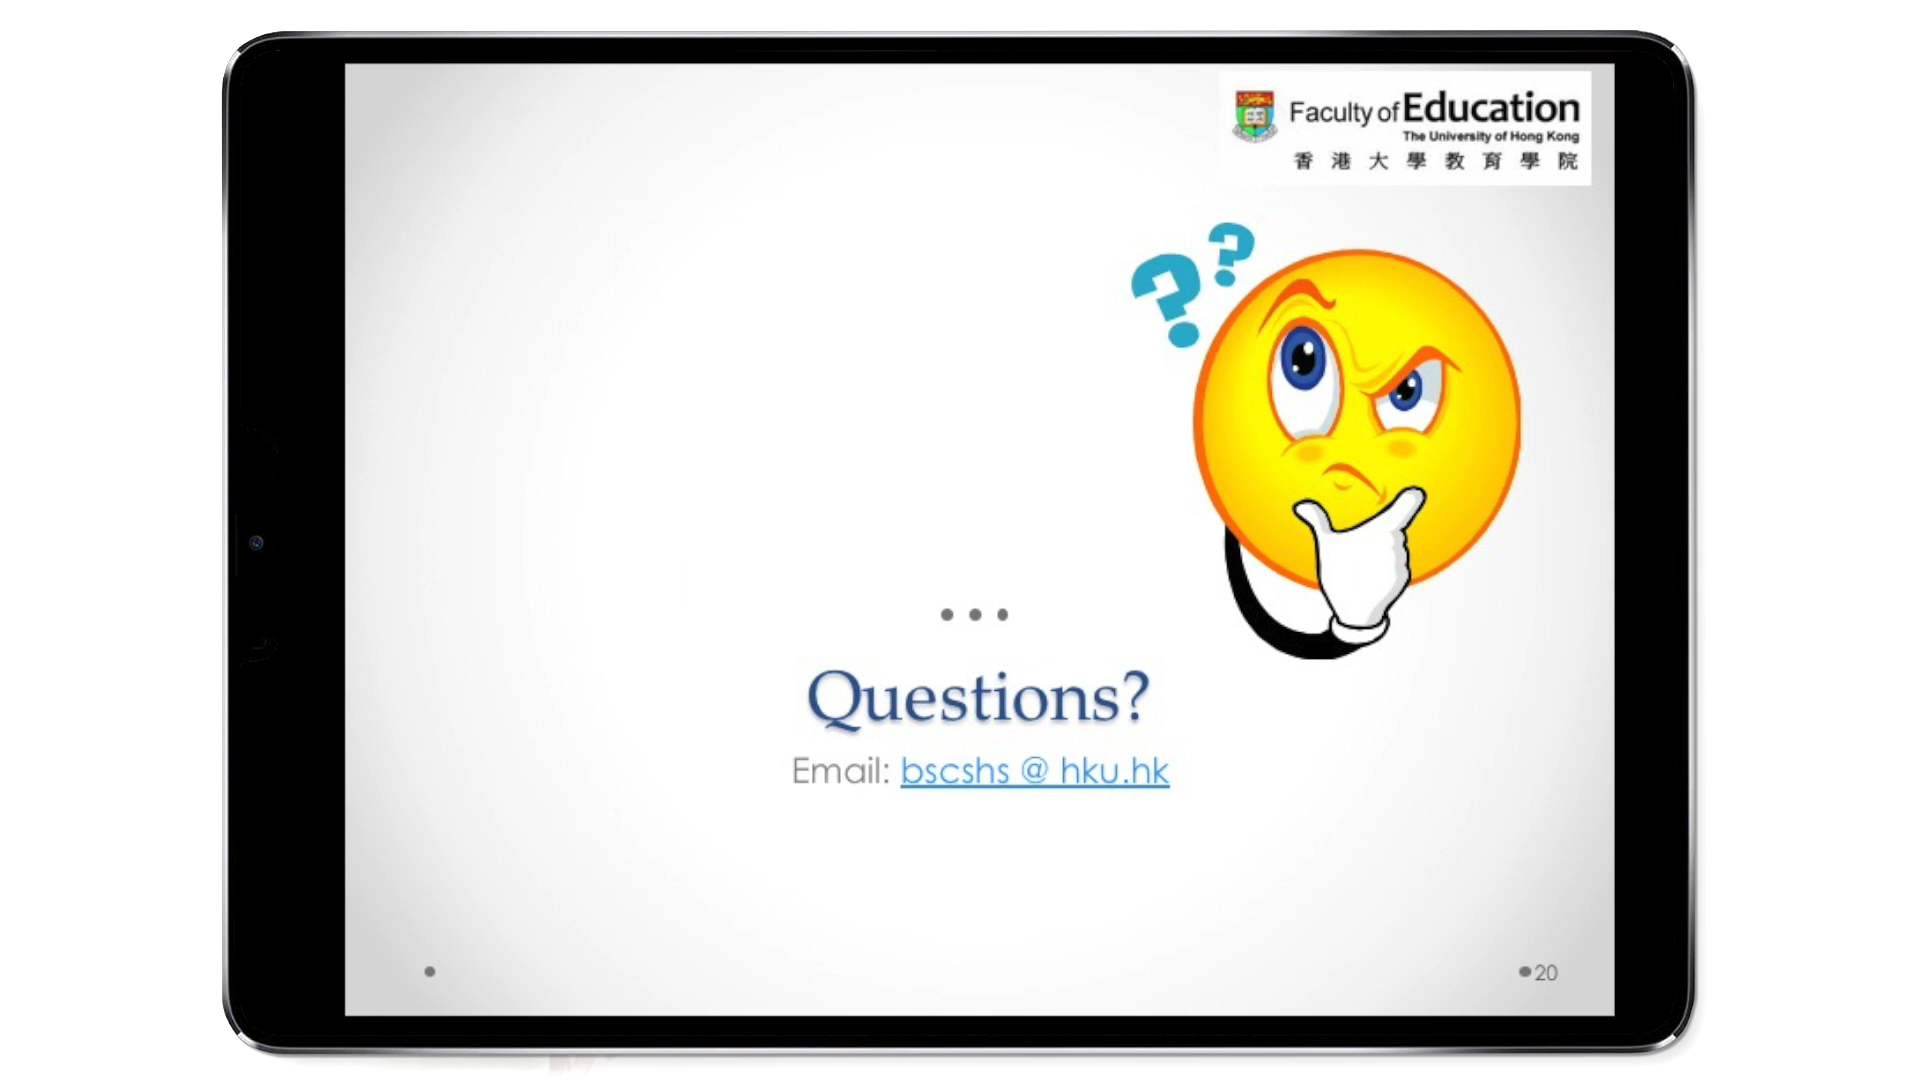 Faculty of Education
The University of Hong Kong
香港大學教育學院
? ?
Questions?
Email: bscshs @ hku.hk
20